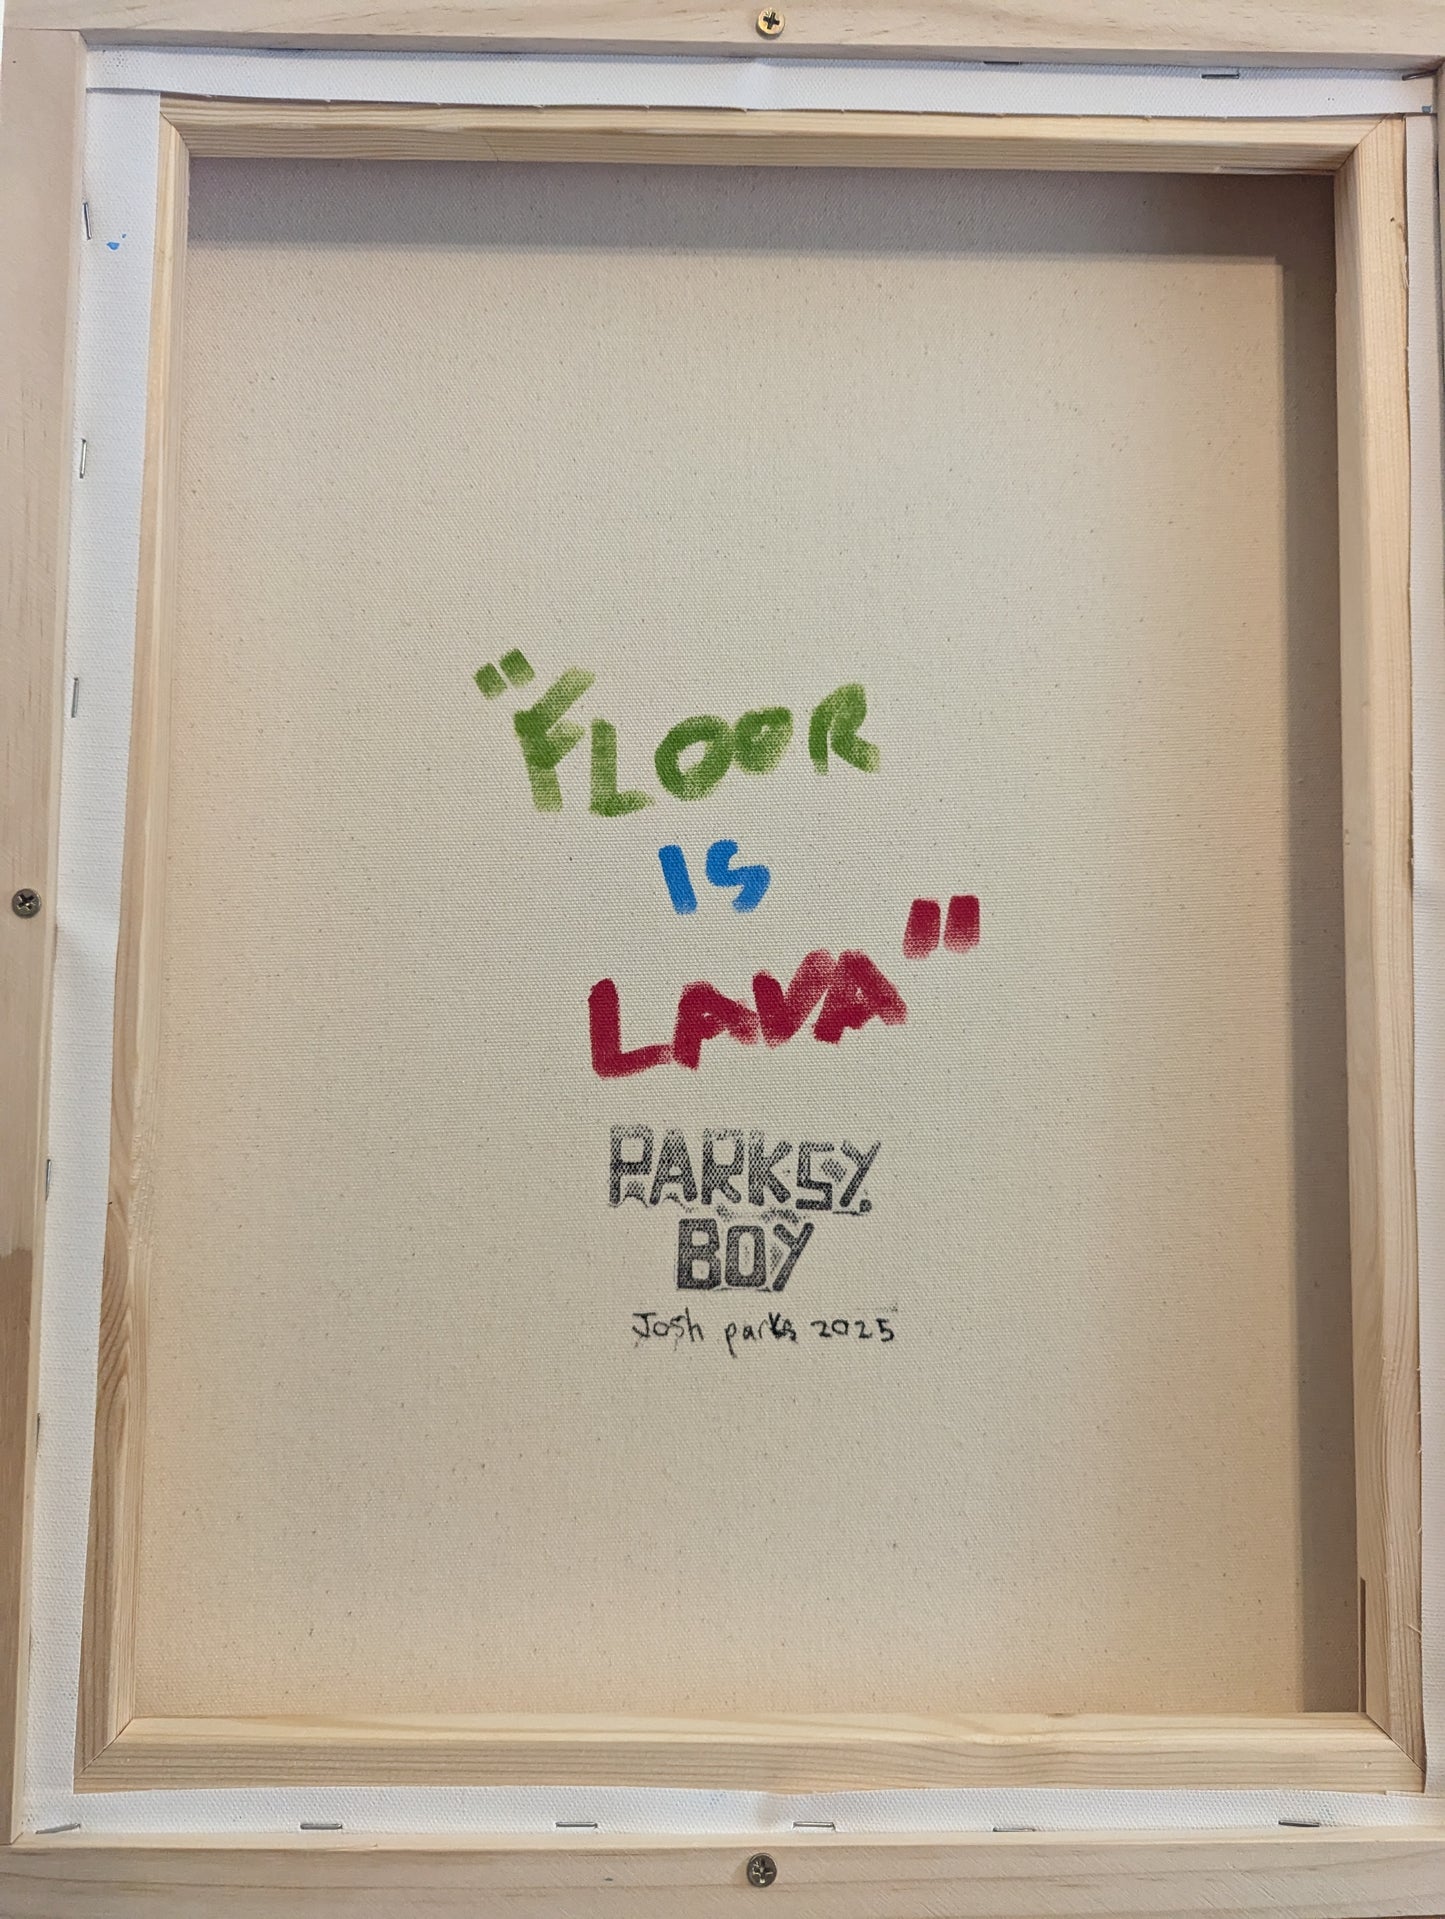 "FLOOR
IS
LAVA"
PARKSY.
BOY
Josh parks 2025